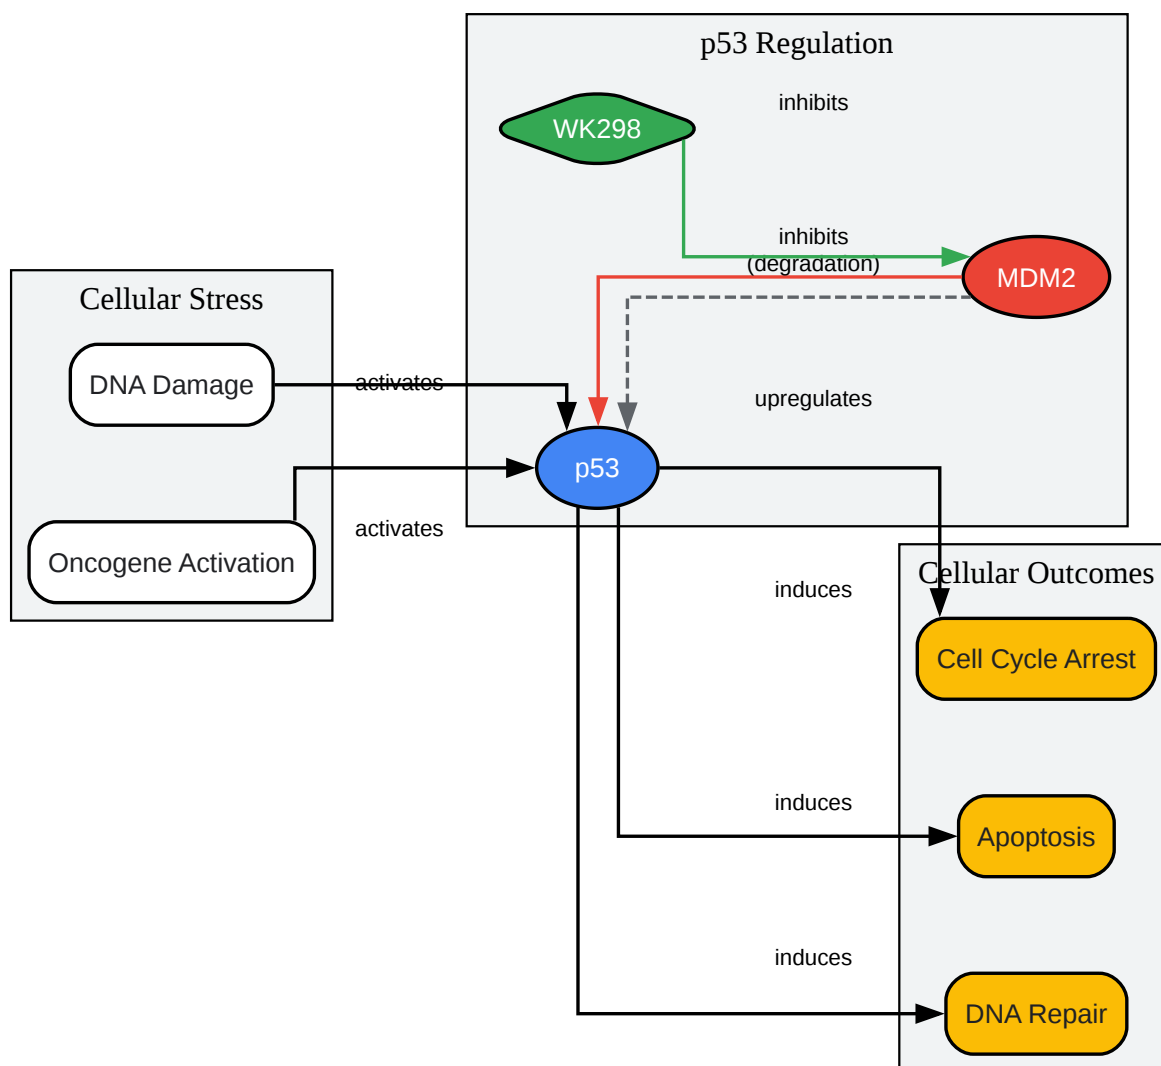 p53 Regulation
WK298
inhibits
inhibits
(degradation)
MDM2
Cellular Stress
DNA Damage
activates
upregulates
p53
Oncogene Activation
activates
Cellular Outcomes
induces
Cell Cycle Arrest
induces
Apoptosis
induces
DNA Repair